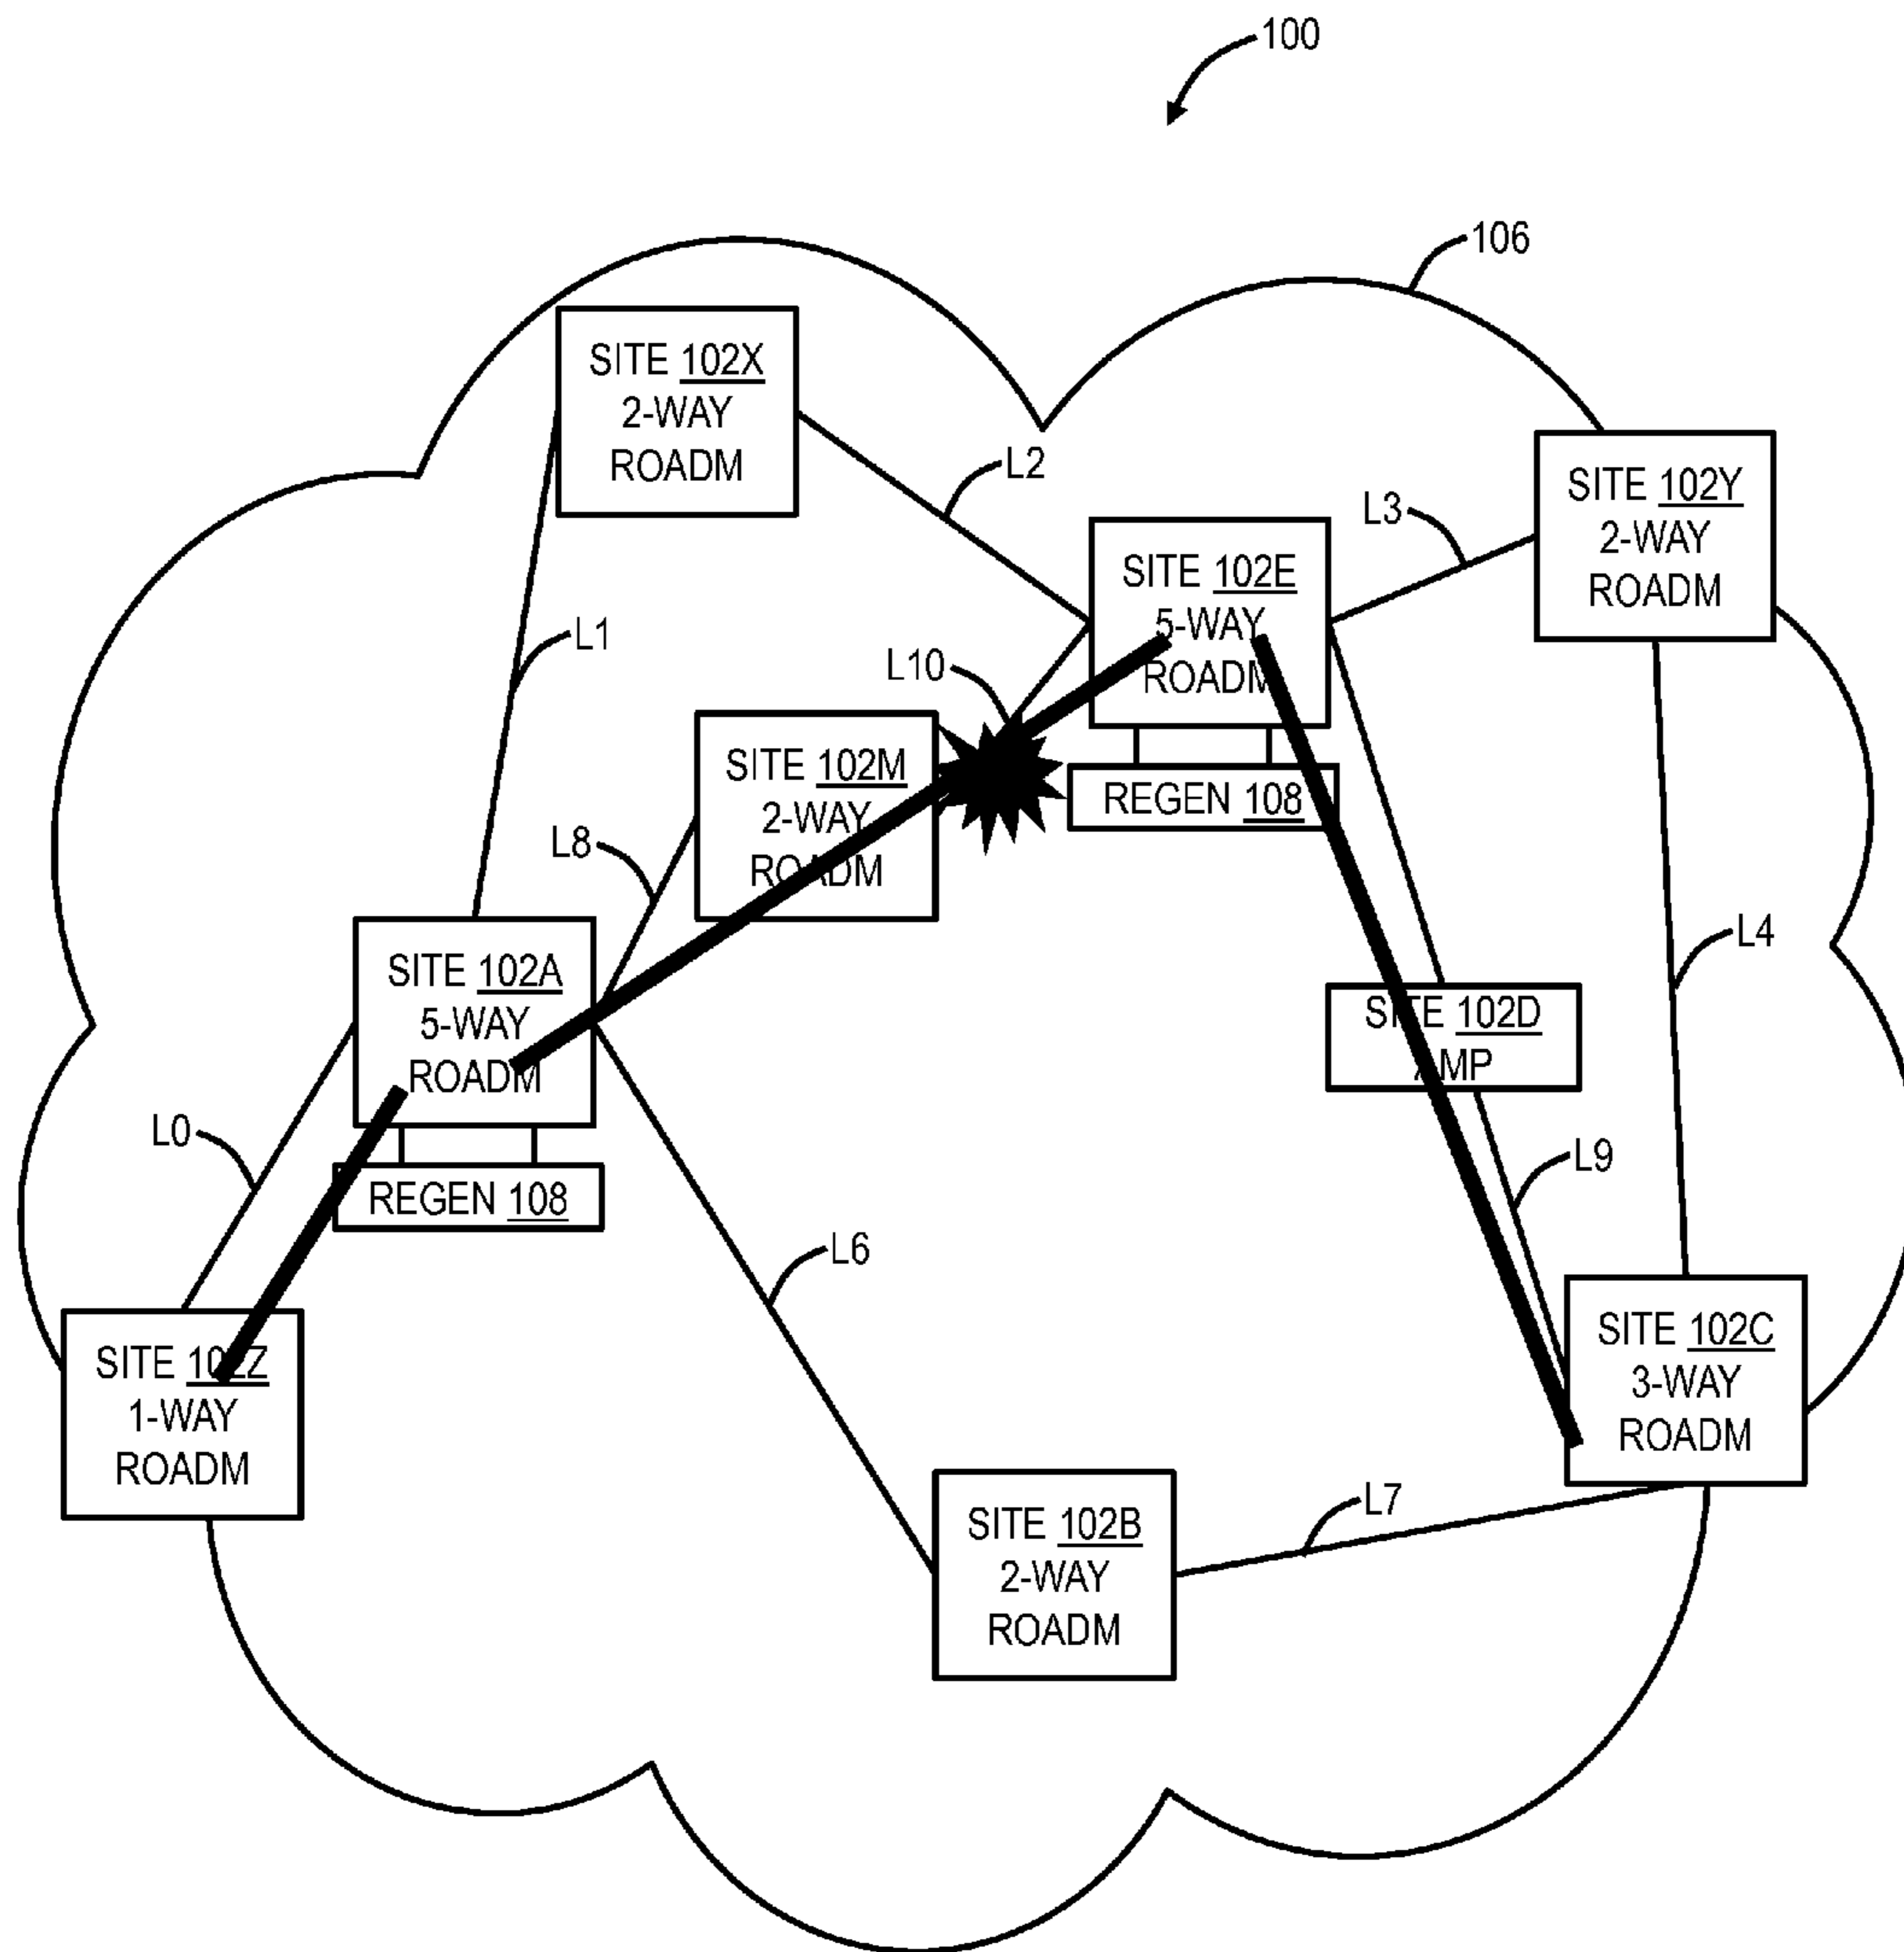 100
106
SITE 102X
2-WAY
ROADM
L2
L3
SITE 102Y
2-WAY
ROADM
SITE 102E
5-WAY
ROADM
L1
L10
SITE 102M
2-WAY
ROADM
REGEN 108
L8
L4
SITE 102A
5-WAY
ROADM
SITE 102D
AMP
L0
L9
REGEN 108
L6
SITE 102Z
1-WAY
ROADM
SITE 102C
3-WAY
ROADM
L7
SITE 102B
2-WAY
ROADM